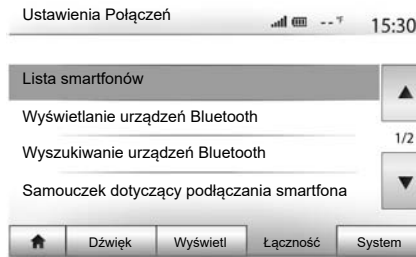 Ustawienia Połączeń -- °F 15:30
Lista smartfonów
Wyświetlanie urządzeń Bluetooth
1/2
Wyszukiwanie urządzeń Bluetooth
Samouczek dotyczący podłączania smartfona
Dźwięk Wyświetl Łączność System